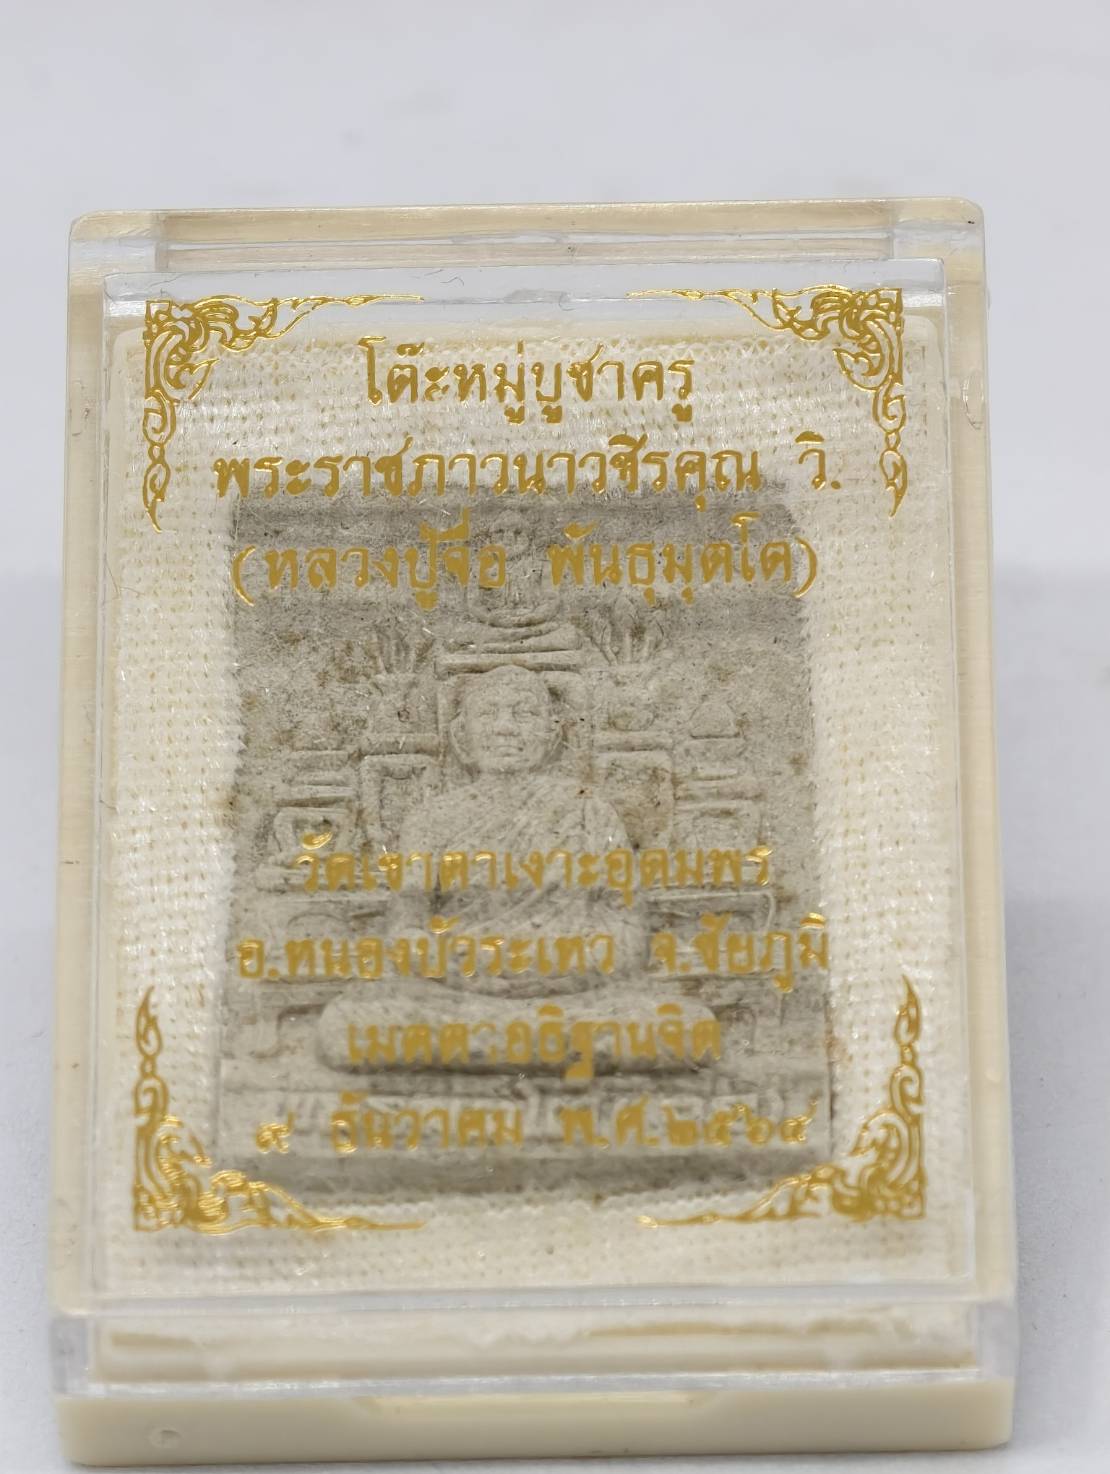 โต๊ะหมู่บูชาครู
พระราชภาวนาวชีรคุณ วิ.
(หลวงปู่จื่อ พันธฺมุตโต)
วัดเขาตาเงาะอุดมพร
อ.หนองบัวระเหว จ.ชัยภูมิ
เมตตาอธิฐานจิต
๙ ธันวาคม พ.ศ.๒๕๖๔